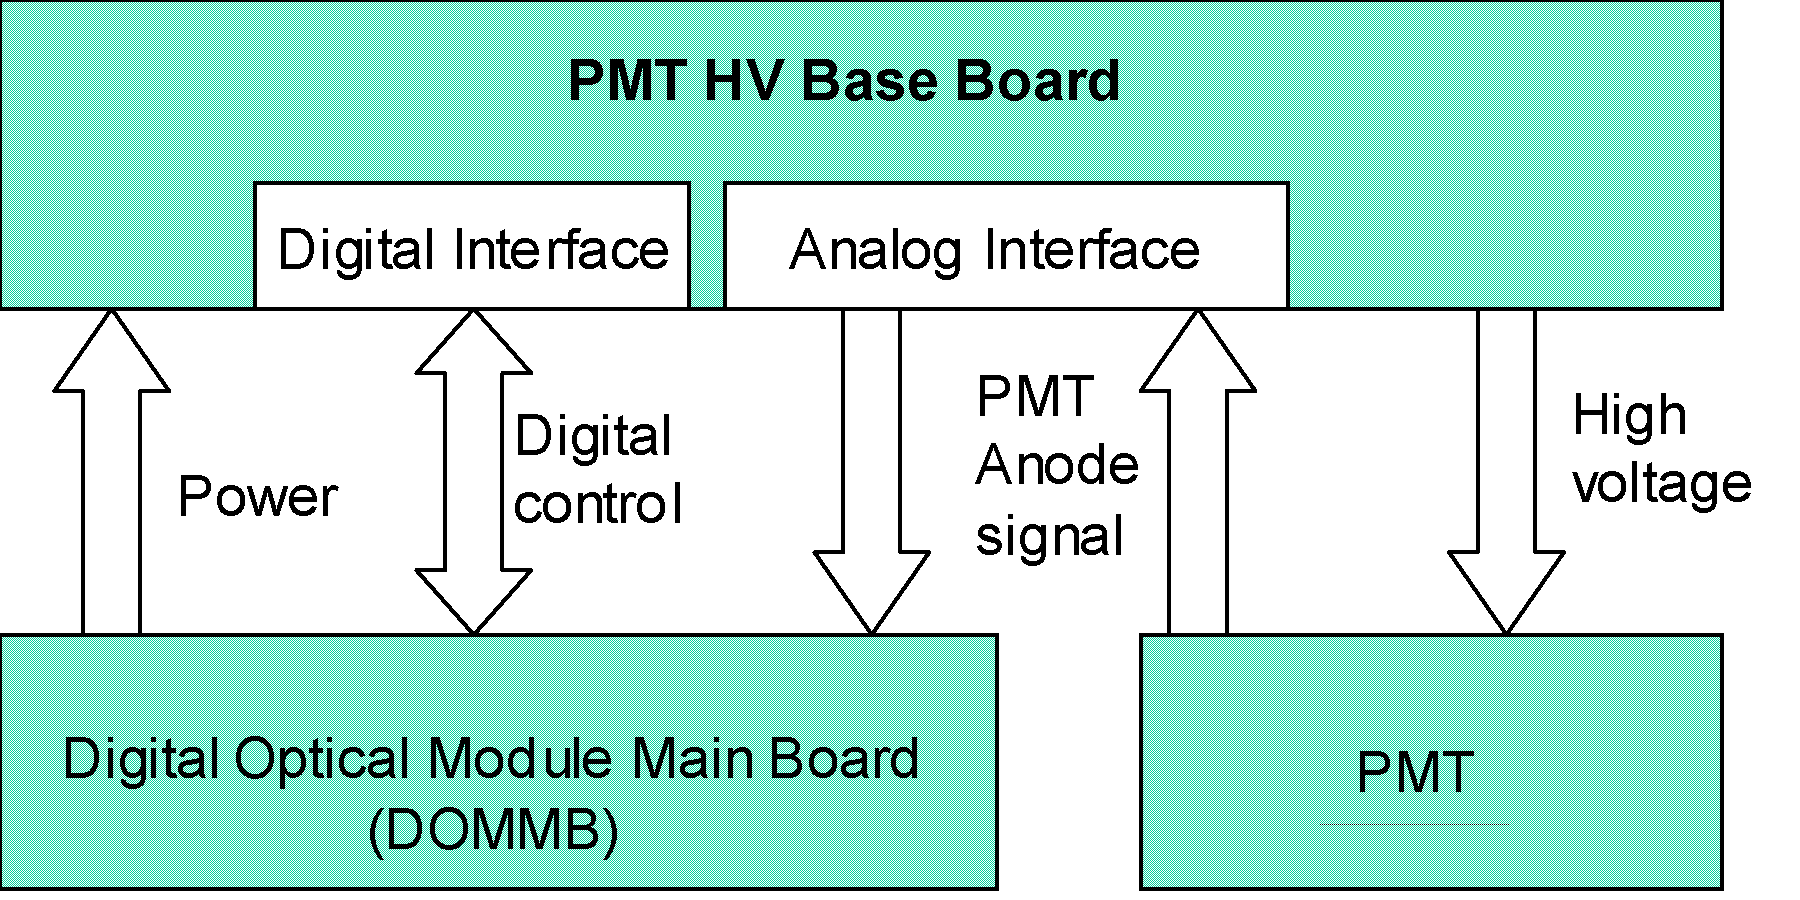 PMT HV Base Board
Digital Interface
Analog Interface
Power
Digital
control
PMT
Anode
signal
High
voltage
Digital Optical Module Main Board
(DOMMB)
PMT